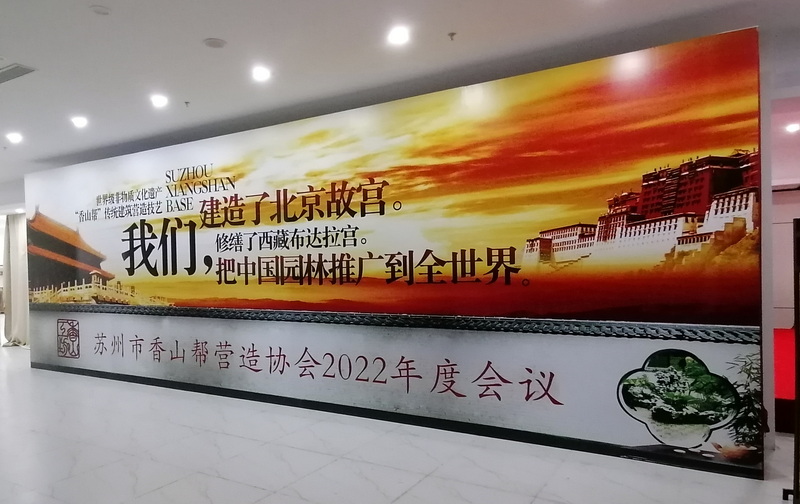 世界级非物质文化遗产
“香山帮”传统建筑营造技艺
SUZHOU
XIANGSHAN
BASE
我们，
建造了北京故宫。
修缮了西藏布达拉宫。
把中国园林推广到全世界。
苏州市香山帮营造协会2022年度会议